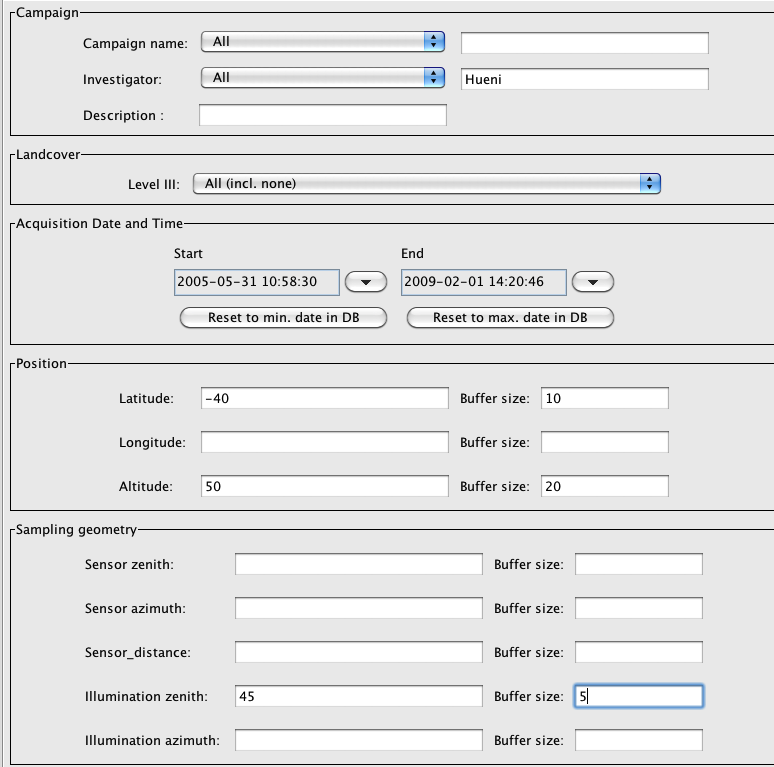 Campaign
Campaign name: All
Investigator: All Hueni
Description :
Landcover
Level III: All (incl. none)
Acquisition Date and Time
Start End
2005-05-31 10:58:30 2009-02-01 14:20:46
Reset to min. date in DB Reset to max. date in DB
Position
Latitude: -40 Buffer size: 10
Longitude: Buffer size:
Altitude: 50 Buffer size: 20
Sampling geometry
Sensor zenith: Buffer size:
Sensor azimuth: Buffer size:
Sensor_distance: Buffer size:
Illumination zenith: 45 Buffer size: 5
Illumination azimuth: Buffer size: